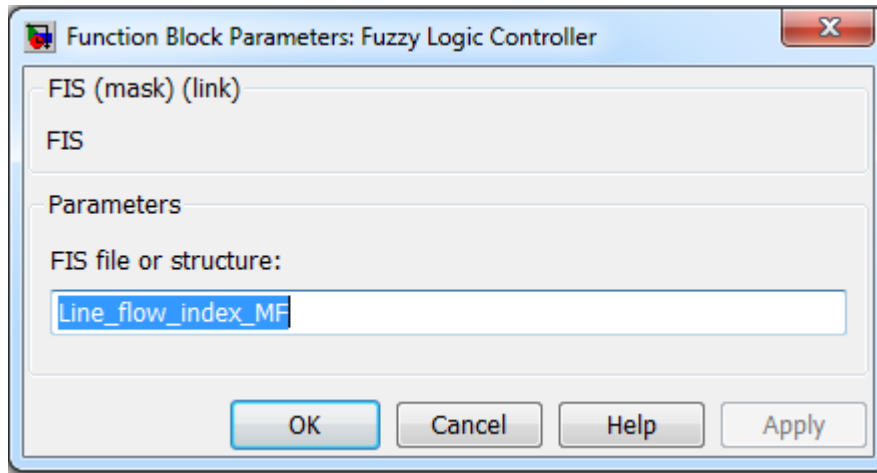 Function Block Parameters: Fuzzy Logic Controller
FIS (mask) (link)
FIS
Parameters
FIS file or structure:
Line_flow_index_MF
OK Cancel Help Apply